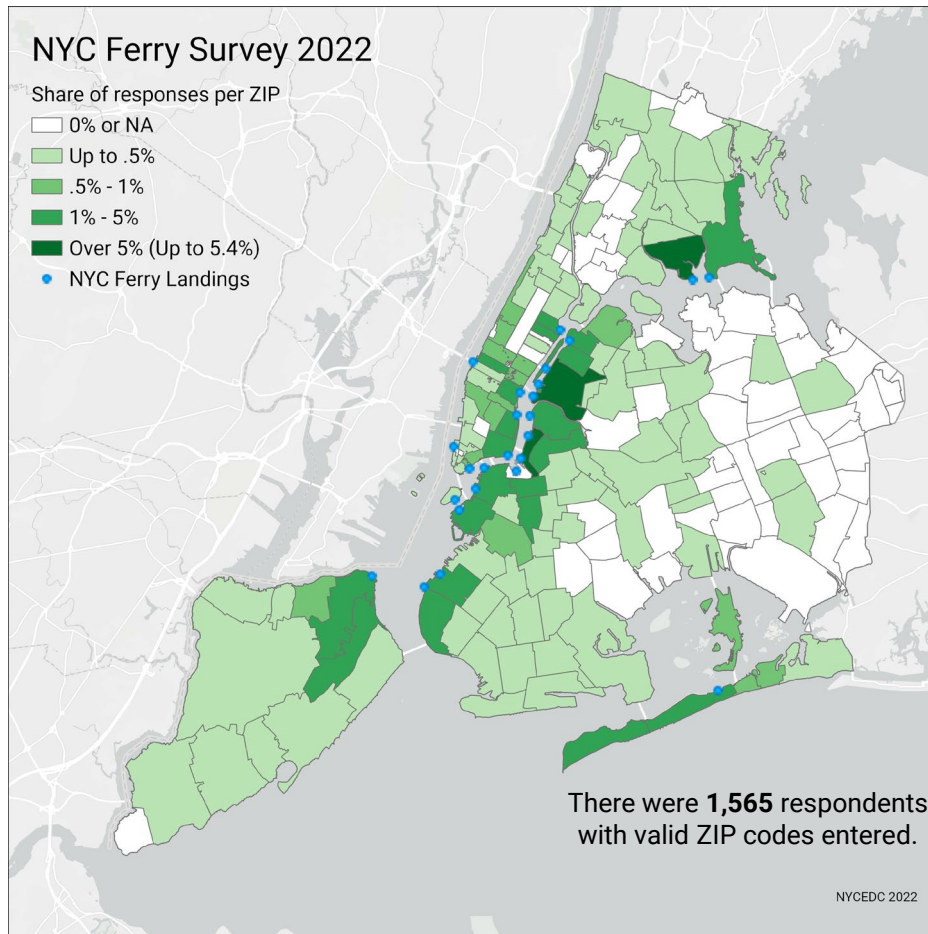 NYC Ferry Survey 2022
Share of responses per ZIP
0% or NA
Up to .5%
.5% - 1%
1% - 5%
Over 5% (Up to 5.4%)
NYC Ferry Landings
There were 1,565 respondents
with valid ZIP codes entered.
NYCEDC 2022